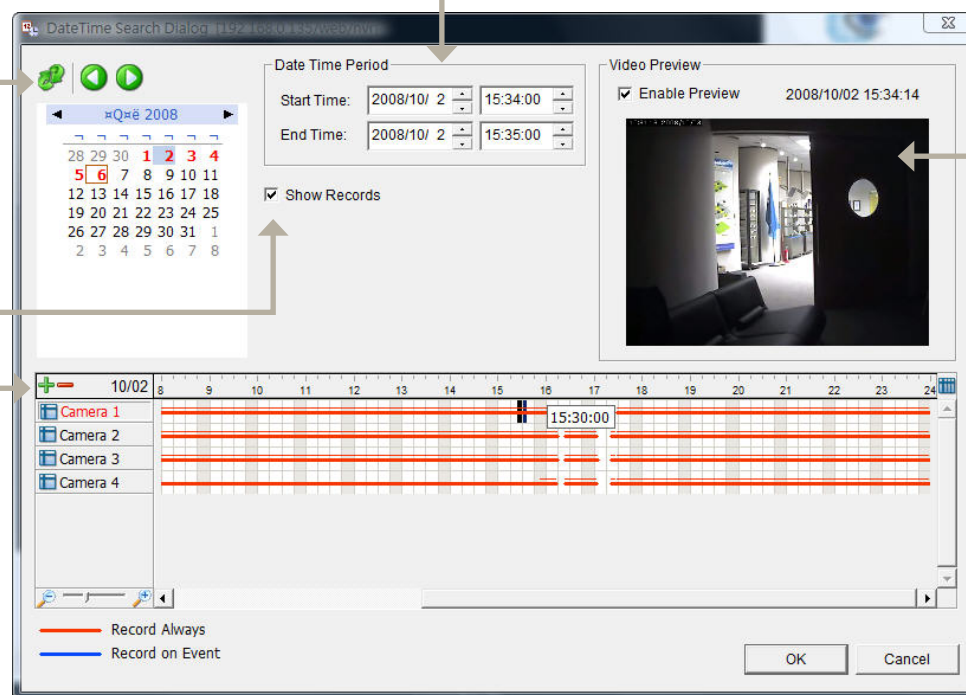 DateTime Search Dialog [192.168.0.135/web/nvr]
Date Time Period
Start Time: 2008/10/ 2 15:34:00
End Time: 2008/10/ 2 15:35:00
Show Records
Video Preview
Enable Preview 2008/10/02 15:34:14
¤Q¤ë 2008
¬ ¬ ¬ ¬ ¬ ¬ ¬
28 29 30 1 2 3 4
5 6 7 8 9 10 11
12 13 14 15 16 17 18
19 20 21 22 23 24 25
26 27 28 29 30 31 1
2 3 4 5 6 7 8
10/02 8 9 10 11 12 13 14 15 16 17 18 19 20 21 22 23 24
Camera 1
15:30:00
Camera 2
Camera 3
Camera 4
Record Always
Record on Event
OK Cancel